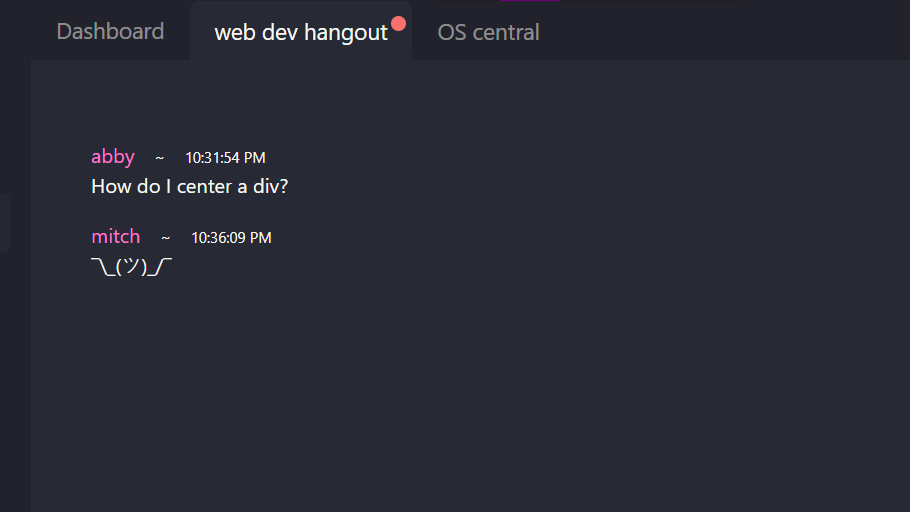 Dashboard web dev hangout OS central
abby ~ 10:31:54 PM
How do I center a div?
mitch ~ 10:36:09 PM
¯\_(ツ)_/¯